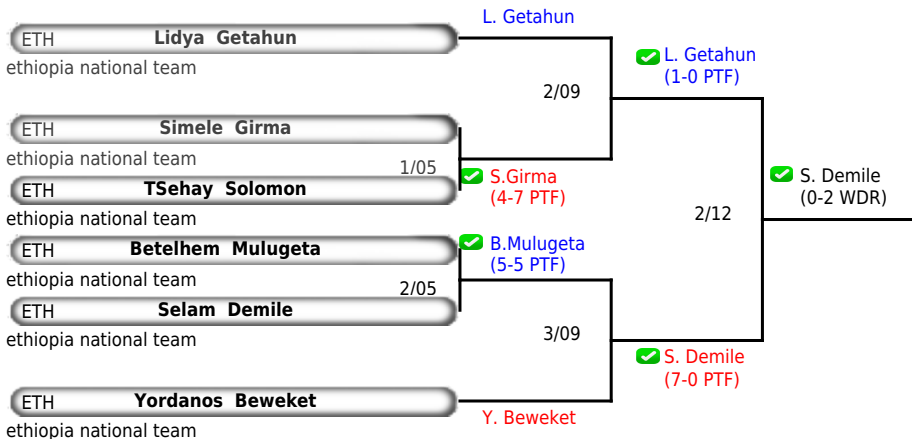 L. Getahun
ETH Lidya Getahun
ethiopia national team
L. Getahun
(1-0 PTF)
2/09
ETH Simele Girma
ethiopia national team
1/05
S.Girma
(4-7 PTF)
ETH TSehay Solomon
ethiopia national team
S. Demile
(0-2 WDR)
2/12
ETH Betelhem Mulugeta
ethiopia national team
B.Mulugeta
(5-5 PTF)
2/05
ETH Selam Demile
ethiopia national team
3/09
S. Demile
(7-0 PTF)
ETH Yordanos Beweket
ethiopia national team
Y. Beweket